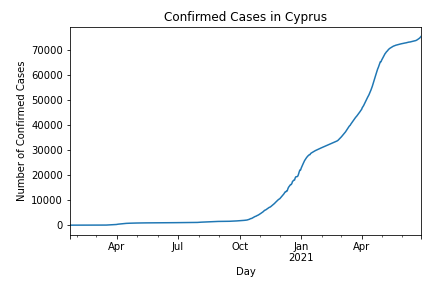 Confirmed Cases in Cyprus
Number of Confirmed Cases
70000
60000
50000
40000
30000
20000
10000
0
Apr
Jul
Oct
Jan
2021
Apr
Day